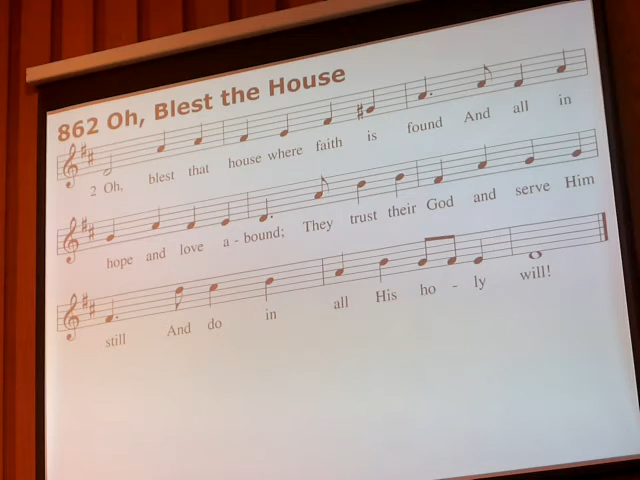 862 Oh, Blest the House
2 Oh, blest that house where faith is found And all in
hope and love a - bound; They trust their God and serve Him
still And do in all His ho - ly will!